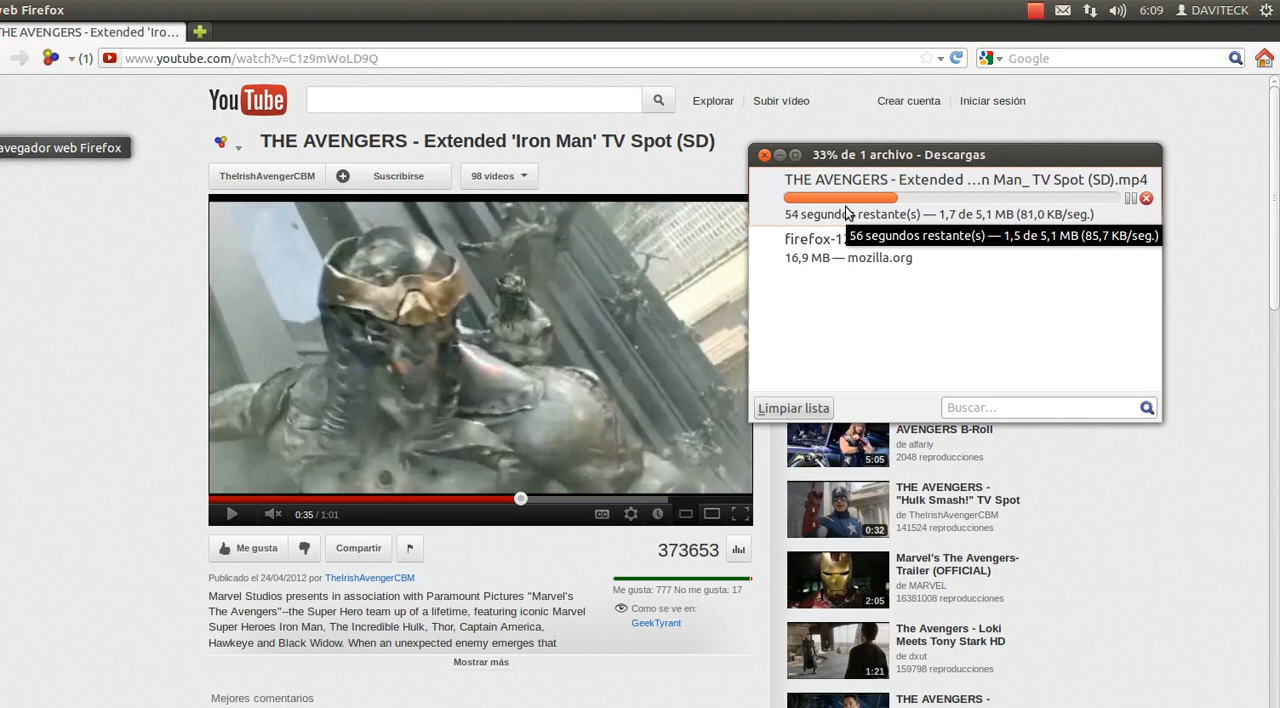 eb Firefox
6:09
DAVITECK
THE AVENGERS - Extended 'Iro...
(1)
www.youtube.com/watch?v=C1z9mWoLD9Q
Google
YouTube
Explorar
Subir vídeo
Crear cuenta
Iniciar sesión
avegador web Firefox
THE AVENGERS - Extended 'Iron Man' TV Spot (SD)
TheIrishAvengerCBM
Suscribirse
98 vídeos
33% de 1 archivo - Descargas
THE AVENGERS - Extended …n Man_ TV Spot (SD).mp4
54 segundos restante(s) — 1,7 de 5,1 MB (81,0 KB/seg.)
56 segundos restante(s) — 1,5 de 5,1 MB (85,7 KB/seg.)
firefox-1
16,9 MB — mozilla.org
Limpiar lista
Buscar...
0:35 / 1:01
CC
Me gusta
Compartir
373653
Publicado el 24/04/2012 por TheIrishAvengerCBM
Marvel Studios presents in association with Paramount Pictures "Marvel's
The Avengers"--the Super Hero team up of a lifetime, featuring iconic Marvel
Super Heroes Iron Man, The Incredible Hulk, Thor, Captain America,
Hawkeye and Black Widow. When an unexpected enemy emerges that
Me gusta: 777 No me gusta: 17
Como se ve en:
GeekTyrant
Mostrar más
Mejores comentarios
AVENGERS B-Roll
de alfariy
2048 reproducciones
5:05
THE AVENGERS -
"Hulk Smash!" TV Spot
de TheIrishAvengerCBM
141524 reproducciones
0:32
Marvel's The Avengers-
Trailer (OFFICIAL)
de MARVEL
16381008 reproducciones
2:05
The Avengers - Loki
Meets Tony Stark HD
de dxut
159798 reproducciones
1:21
THE AVENGERS -